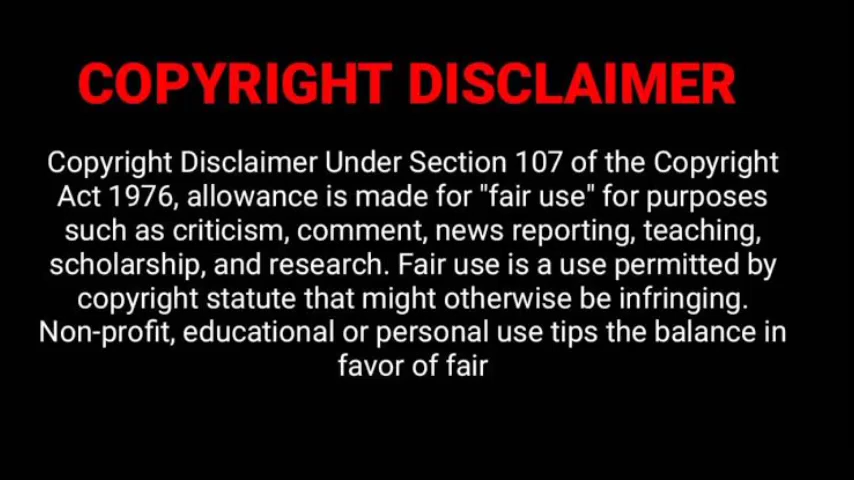 COPYRIGHT DISCLAIMER
Copyright Disclaimer Under Section 107 of the Copyright
Act 1976, allowance is made for "fair use" for purposes
such as criticism, comment, news reporting, teaching,
scholarship, and research. Fair use is a use permitted by
copyright statute that might otherwise be infringing.
Non-profit, educational or personal use tips the balance in
favor of fair